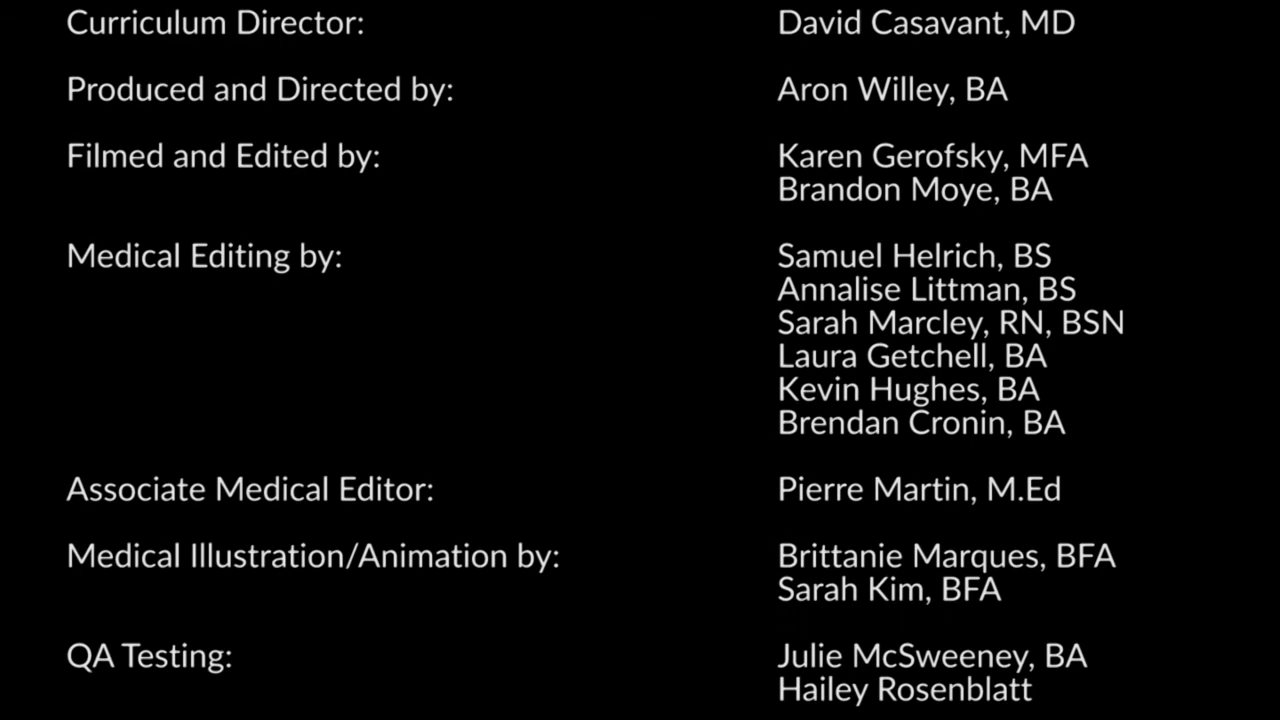 Curriculum Director: David Casavant, MD
Produced and Directed by: Aron Willey, BA
Filmed and Edited by: Karen Gerofsky, MFA
Brandon Moye, BA
Medical Editing by: Samuel Helrich, BS
Annalise Littman, BS
Sarah Marcley, RN, BSN
Laura Getchell, BA
Kevin Hughes, BA
Brendan Cronin, BA
Associate Medical Editor: Pierre Martin, M.Ed
Medical Illustration/Animation by: Brittanie Marques, BFA
Sarah Kim, BFA
QA Testing: Julie McSweeney, BA
Hailey Rosenblatt